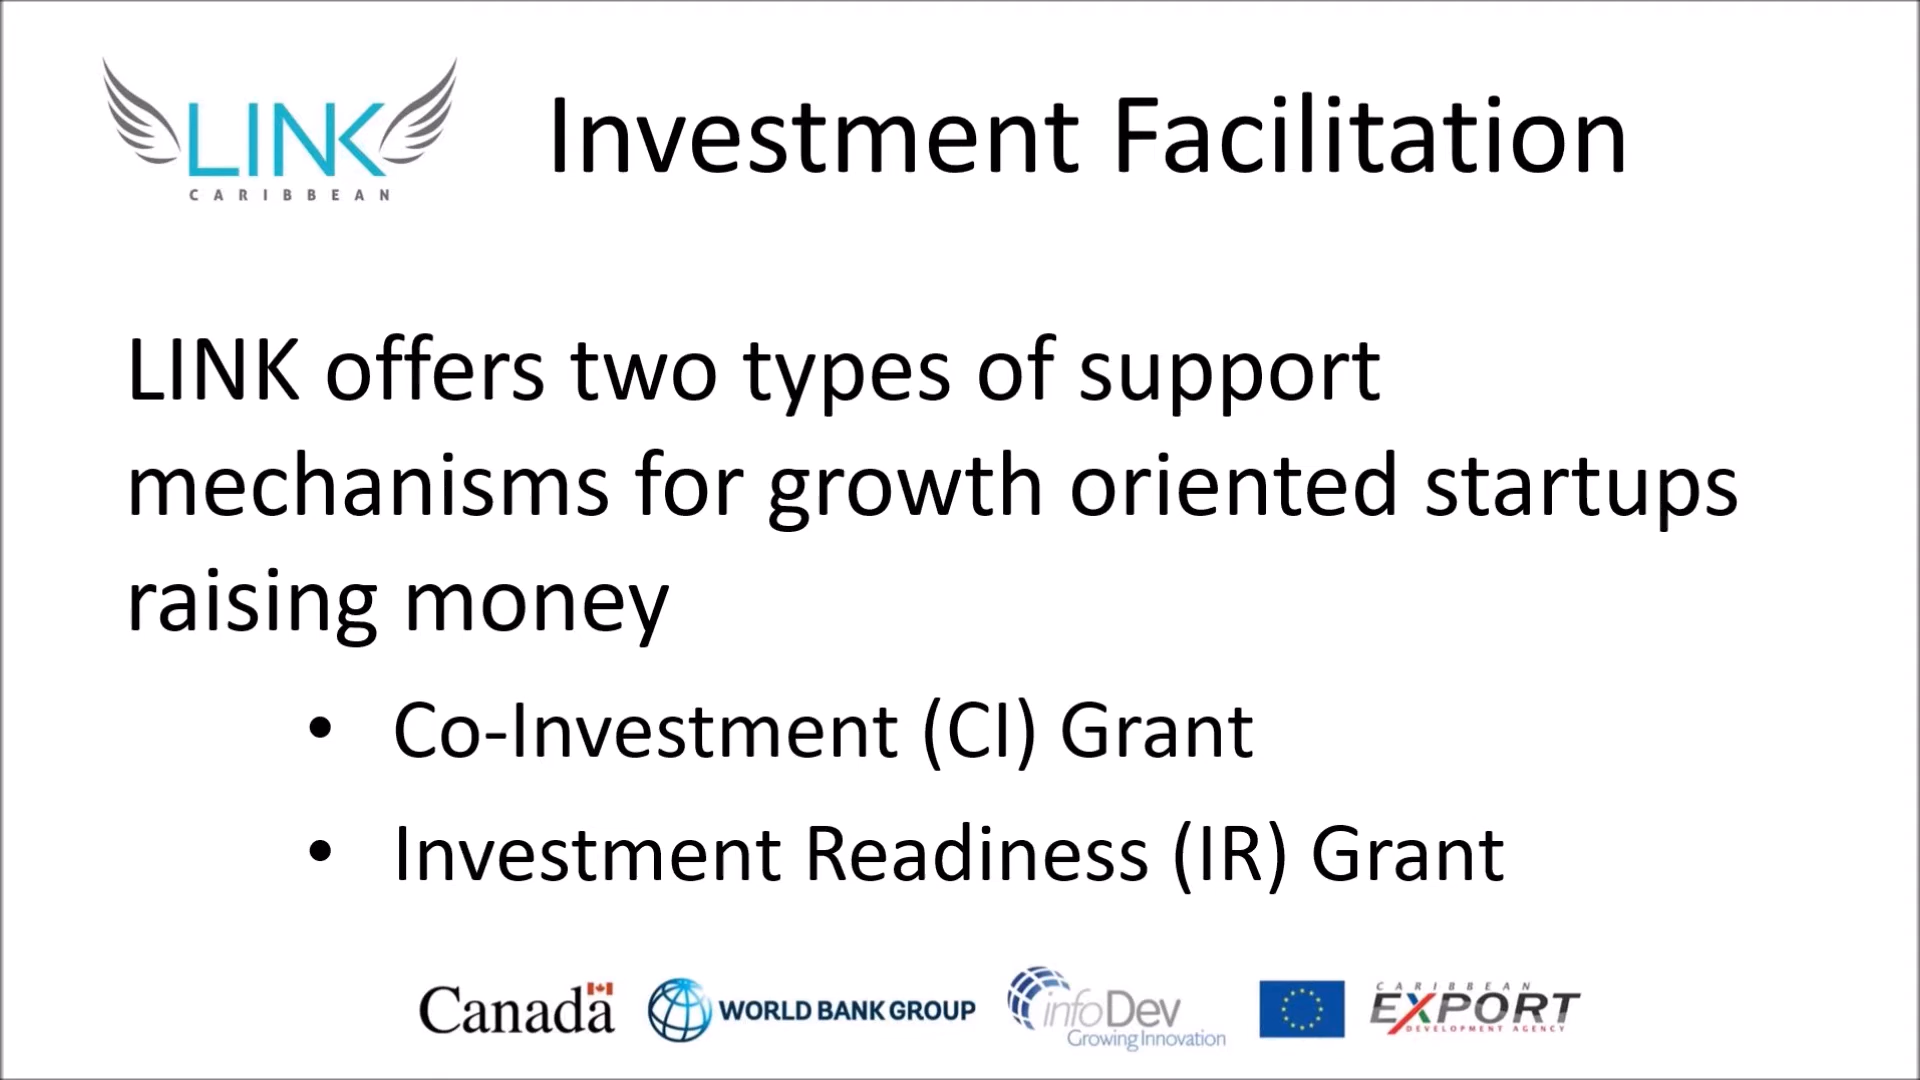 LINK
CARIBBEAN
Investment Facilitation
LINK offers two types of support
mechanisms for growth oriented startups
raising money
• Co-Investment (CI) Grant
• Investment Readiness (IR) Grant
Canada
WORLD BANK GROUP
infoDev
Growing Innovation
CARIBBEAN
EXPORT
DEVELOPMENT AGENCY